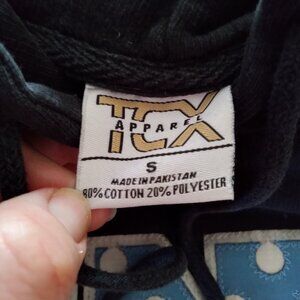 TCX
APPAREL
S
MADE IN PAKISTAN
80% COTTON 20% POLYESTER